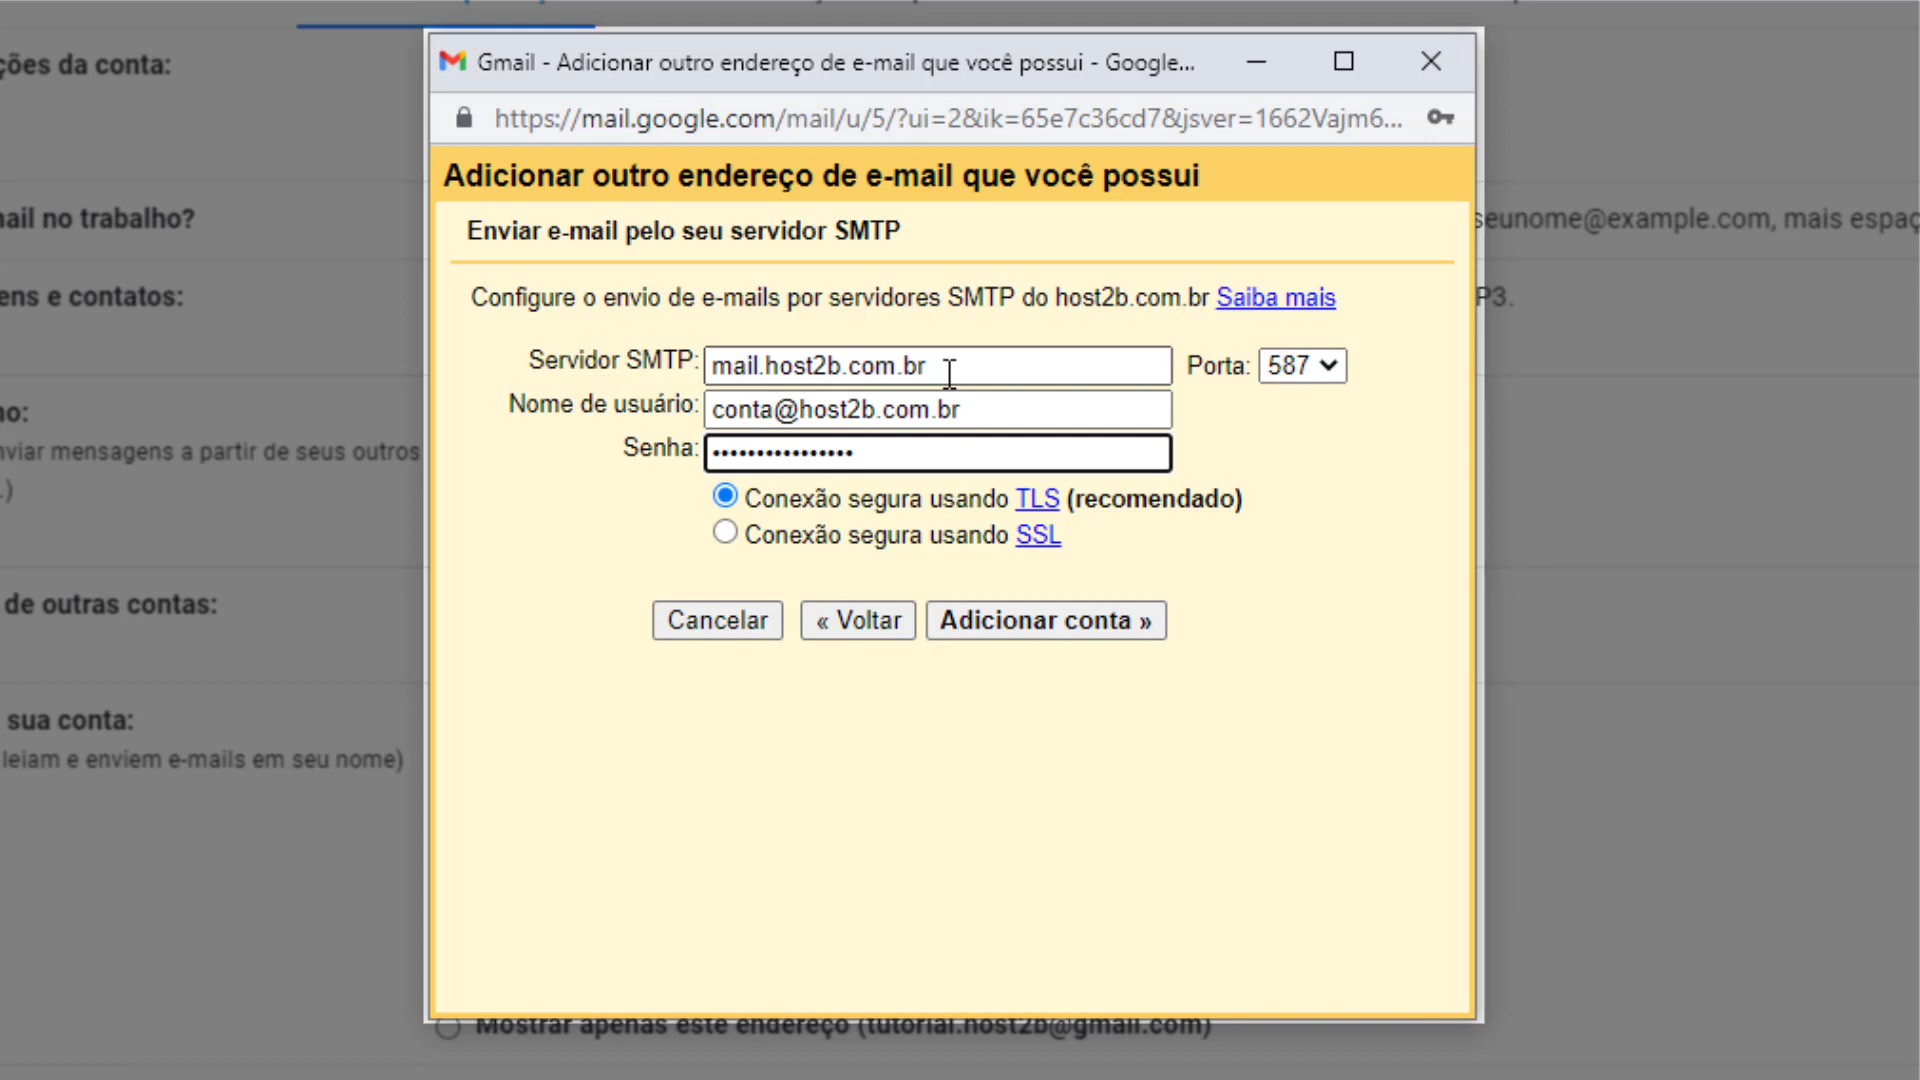 Gmail - Adicionar outro endereço de e-mail que você possui - Google...
https://mail.google.com/mail/u/5/?ui=2&ik=65e7c36cd7&jsver=1662Vajm6...
Adicionar outro endereço de e-mail que você possui
Enviar e-mail pelo seu servidor SMTP
Configure o envio de e-mails por servidores SMTP do host2b.com.br Saiba mais
Servidor SMTP: mail.host2b.com.br Porta: 587
Nome de usuário: conta@host2b.com.br
Senha: ••••••••••••••••
Conexão segura usando TLS (recomendado)
Conexão segura usando SSL
Cancelar « Voltar Adicionar conta »
ções da conta:
ail no trabalho?
seunome@example.com, mais espaç
ens e contatos:
P3.
ho:
nviar mensagens a partir de seus outros
.)
de outras contas:
sua conta:
leiam e enviem e-mails em seu nome)
Mostrar apenas este endereço (tutorial.host2b@gmail.com)